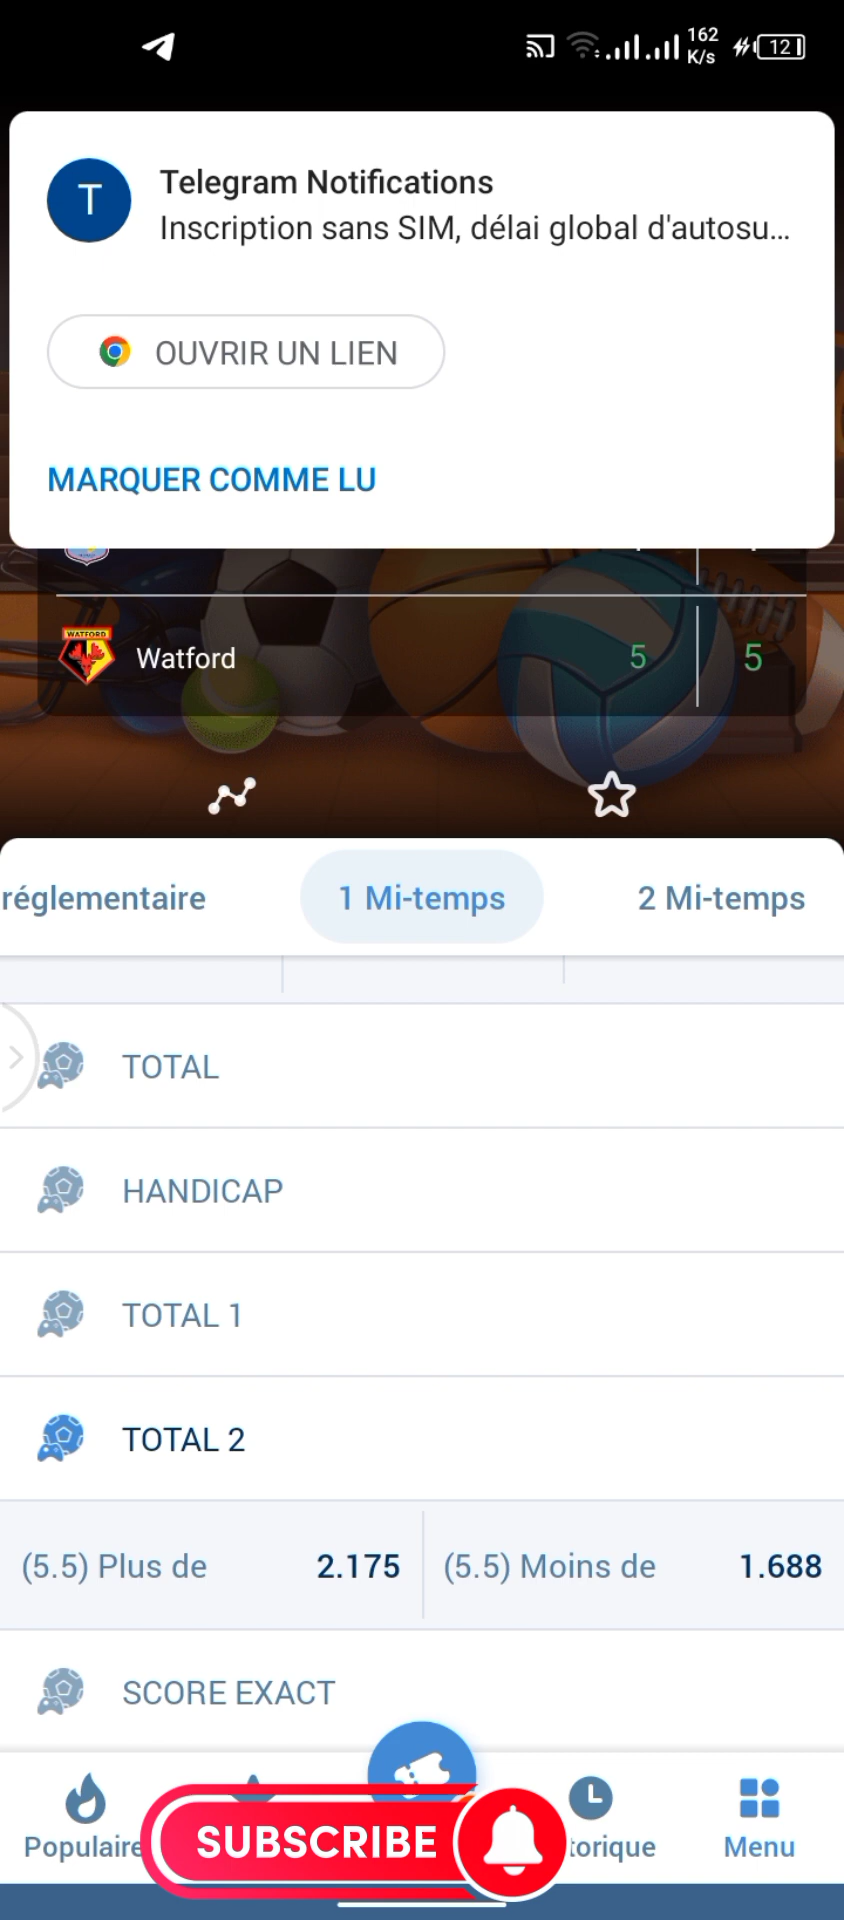 162
K/s
12
T
Telegram Notifications
Inscription sans SIM, délai global d'autosu...
OUVRIR UN LIEN
MARQUER COMME LU
WATFORD
Watford 5 5
réglementaire 1 Mi-temps 2 Mi-temps
TOTAL
HANDICAP
TOTAL 1
TOTAL 2
(5.5) Plus de 2.175 (5.5) Moins de 1.688
SCORE EXACT
Populaire torique Menu
SUBSCRIBE